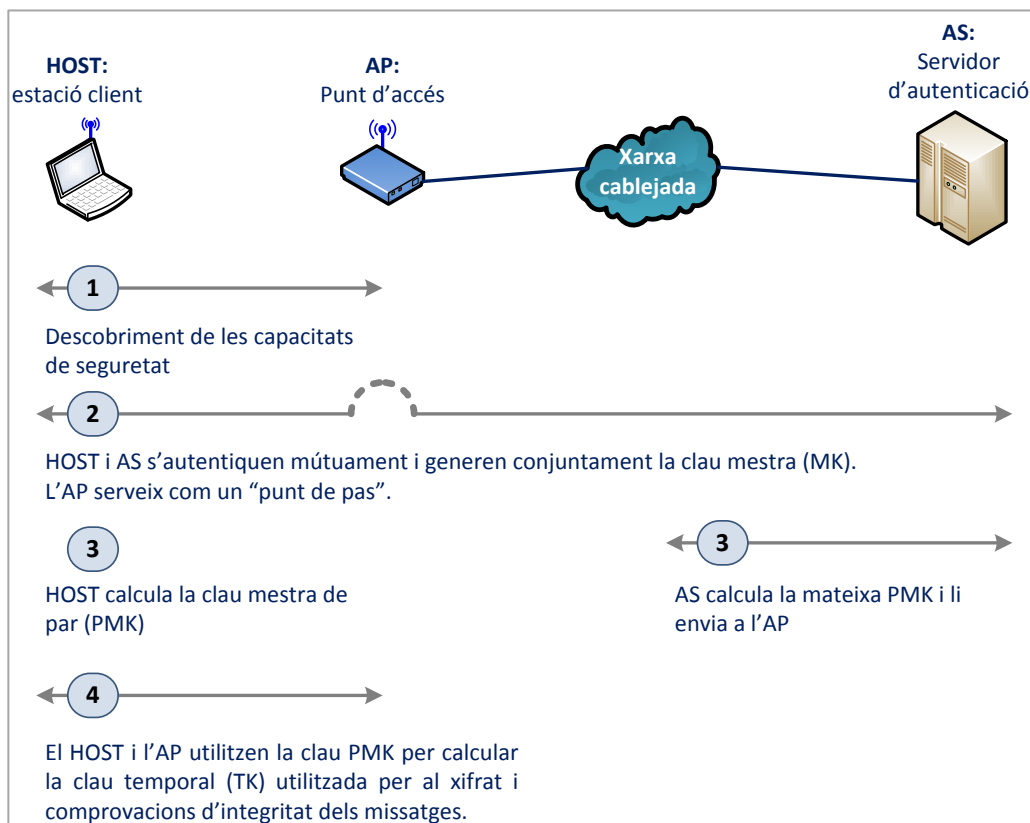 HOST:
estació client
AP:
Punt d’accés
AS:
Servidor
d’autenticació
Xarxa
cablejada
1
Descobriment de les capacitats
de seguretat
2
HOST i AS s’autentiquen mútuament i generen conjuntament la clau mestra (MK).
L’AP serveix com un “punt de pas”.
3
HOST calcula la clau mestra de
par (PMK)
3
AS calcula la mateixa PMK i li
envia a l’AP
4
El HOST i l’AP utilitzen la clau PMK per calcular
la clau temporal (TK) utilitzada per al xifrat i
comprovacions d’integritat dels missatges.